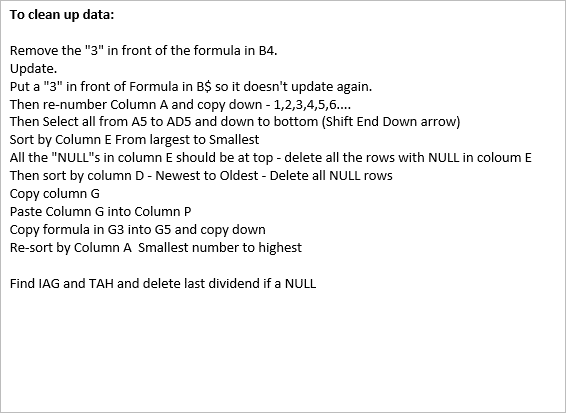 To clean up data:
Remove the "3" in front of the formula in B4.
Update.
Put a "3" in front of Formula in B$ so it doesn't update again.
Then re-number Column A and copy down - 1,2,3,4,5,6....
Then Select all from A5 to AD5 and down to bottom (Shift End Down arrow)
Sort by Column E From largest to Smallest
All the "NULL"s in column E should be at top - delete all the rows with NULL in coloum E
Then sort by column D - Newest to Oldest - Delete all NULL rows
Copy column G
Paste Column G into Column P
Copy formula in G3 into G5 and copy down
Re-sort by Column A  Smallest number to highest
Find IAG and TAH and delete last dividend if a NULL